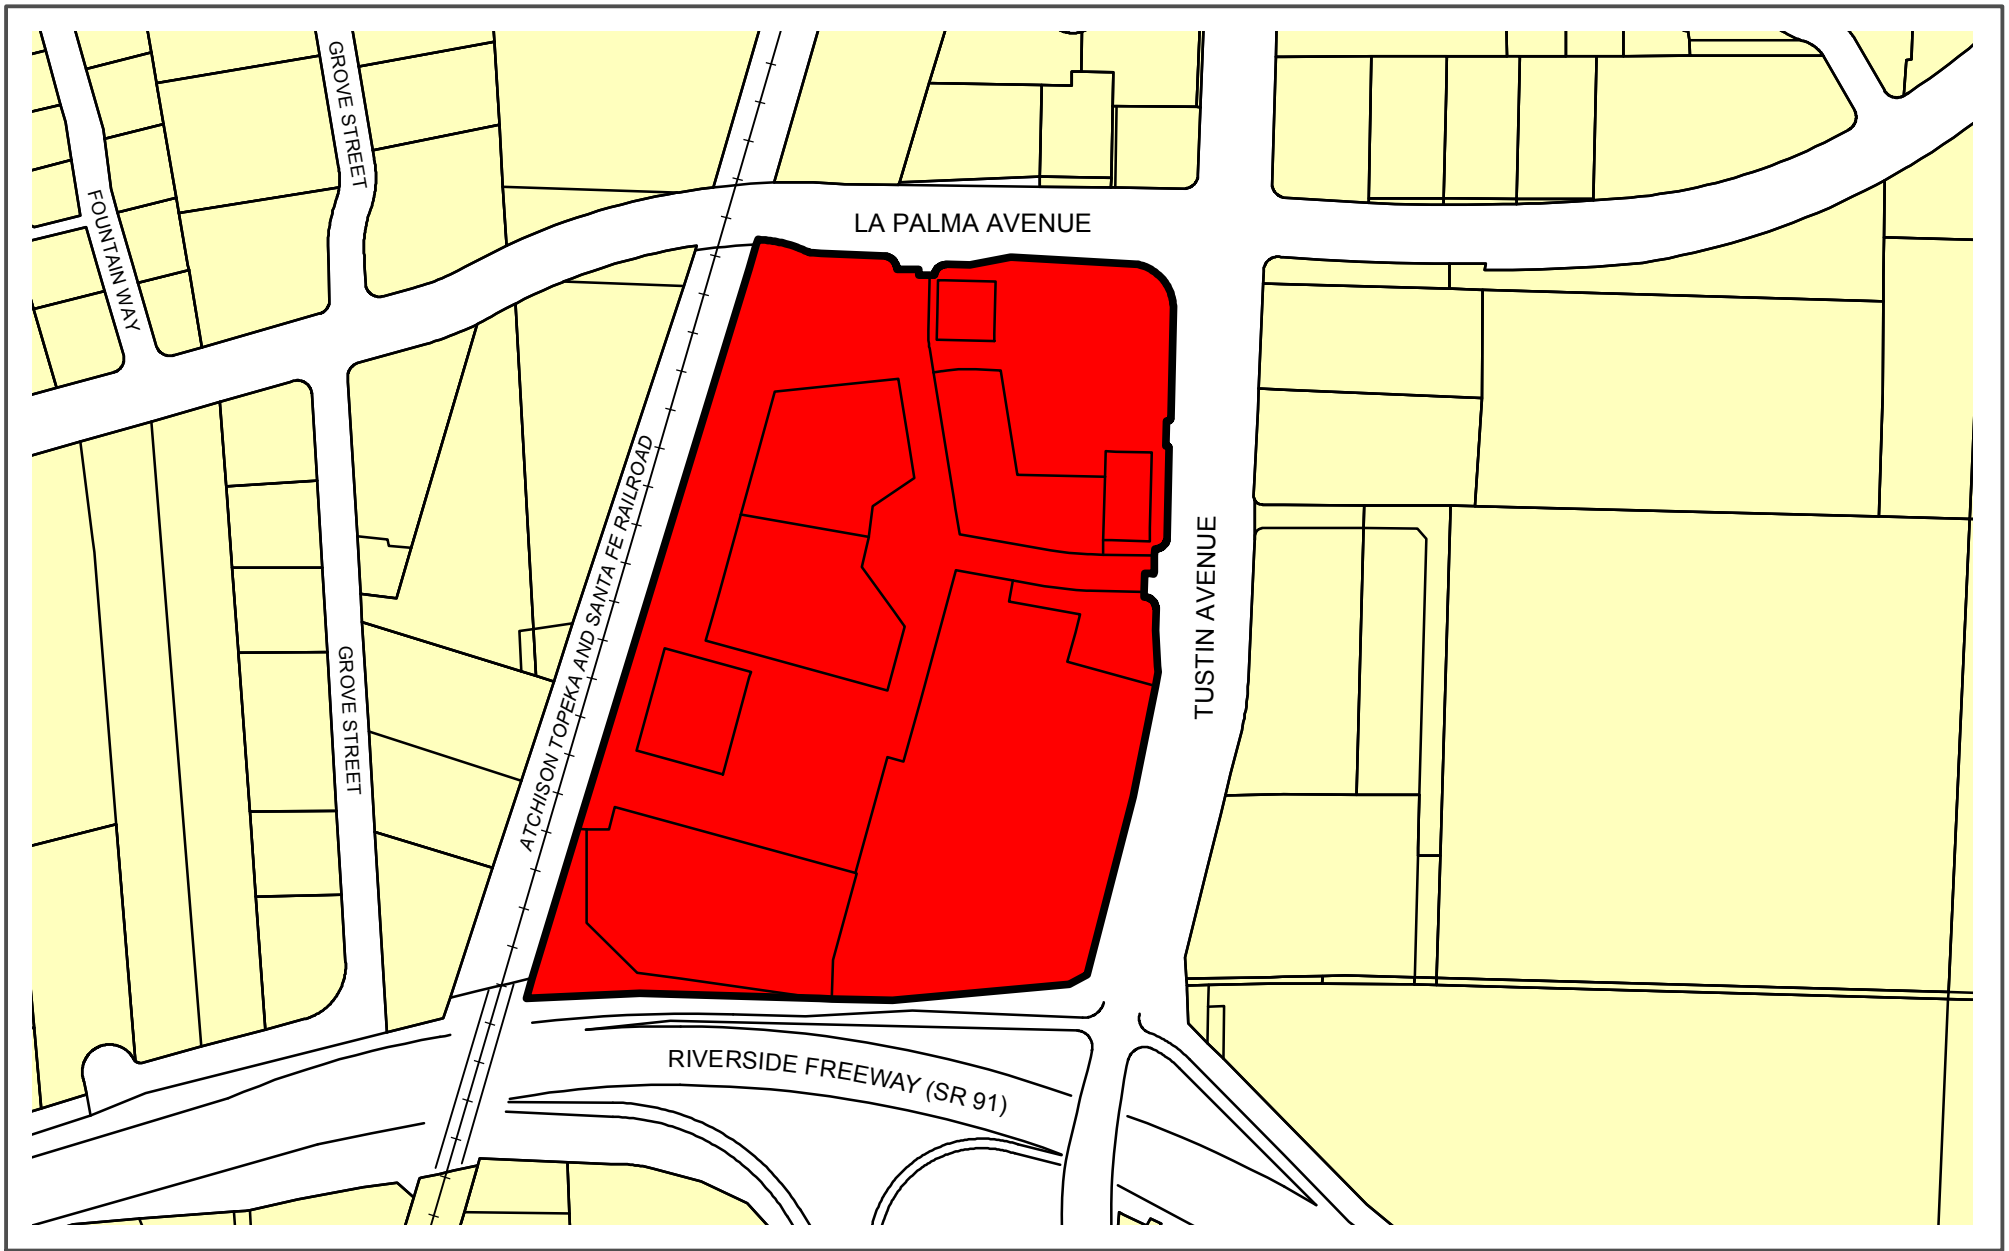 GROVE STREET
LA PALMA AVENUE
FOUNTAIN WAY
ATCHISON TOPEKA AND SANTA FE RAILROAD
TUSTIN AVENUE
GROVE STREET
RIVERSIDE FREEWAY (SR 91)